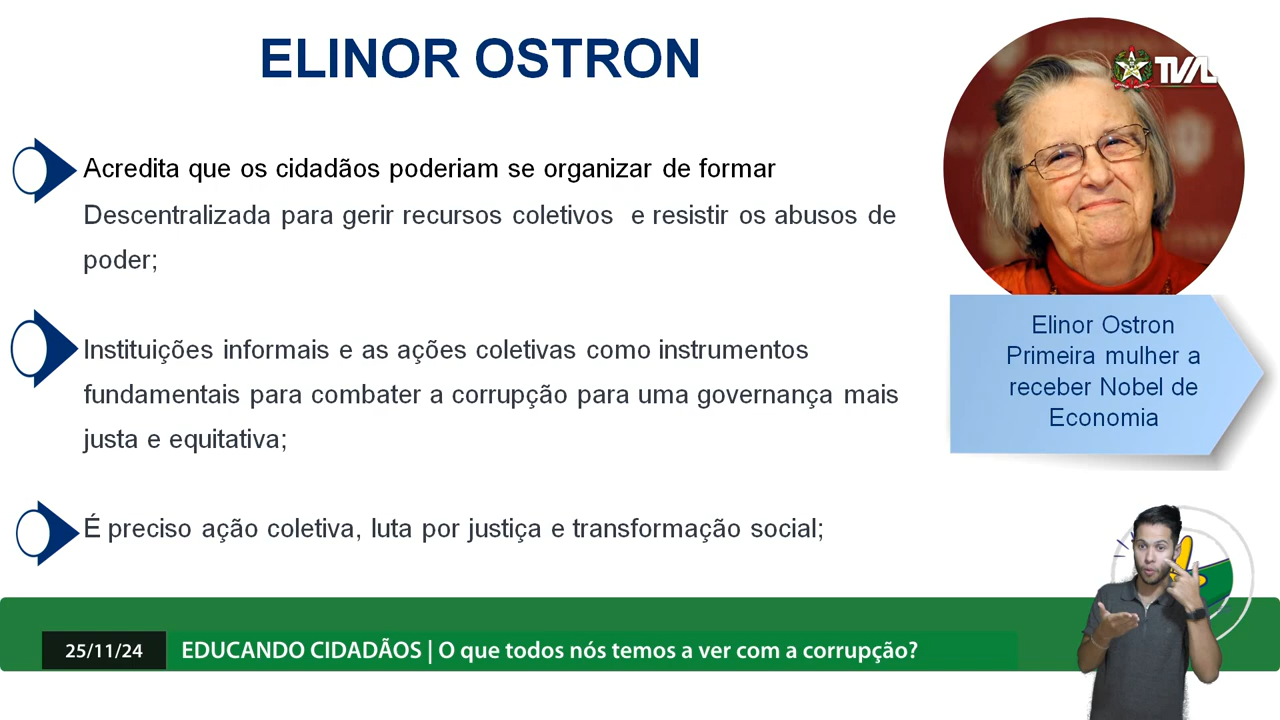 ELINOR OSTRON
TVAL
Acredita que os cidadãos poderiam se organizar de formar
Descentralizada para gerir recursos coletivos e resistir os abusos de
poder;
Instituições informais e as ações coletivas como instrumentos
fundamentais para combater a corrupção para uma governança mais
justa e equitativa;
É preciso ação coletiva, luta por justiça e transformação social;
Elinor Ostron
Primeira mulher a
receber Nobel de
Economia
25/11/24 EDUCANDO CIDADÃOS | O que todos nós temos a ver com a corrupção?